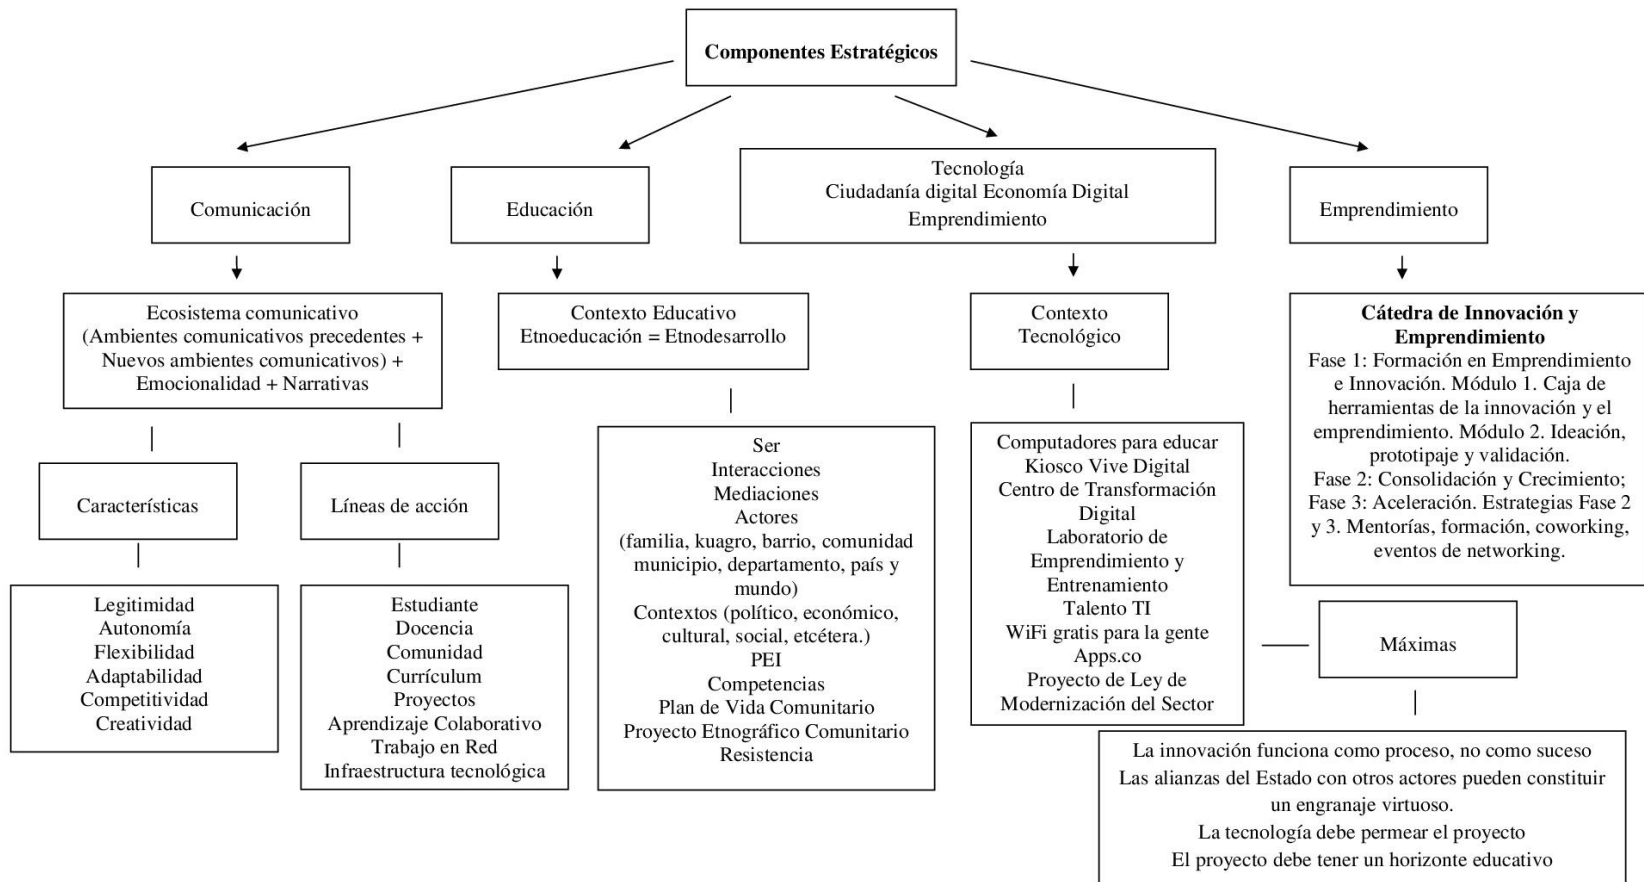 Componentes Estratégicos
Comunicación
Educación
Tecnología
Ciudadanía digital Economía Digital
Emprendimiento
Emprendimiento
Ecosistema comunicativo
(Ambientes comunicativos precedentes +
Nuevos ambientes comunicativos) +
Emocionalidad + Narrativas
Contexto Educativo
Etnoeducación = Etnodesarrollo
Contexto
Tecnológico
Cátedra de Innovación y
Emprendimiento
Fase 1: Formación en Emprendimiento
e Innovación. Módulo 1. Caja de
herramientas de la innovación y el
emprendimiento. Módulo 2. Ideación,
prototipaje y validación.
Fase 2: Consolidación y Crecimiento;
Fase 3: Aceleración. Estrategias Fase 2
y 3. Mentorías, formación, coworking,
eventos de networking.
Características
Líneas de acción
Legitimidad
Autonomía
Flexibilidad
Adaptabilidad
Competitividad
Creatividad
Estudiante
Docencia
Comunidad
Currículum
Proyectos
Aprendizaje Colaborativo
Trabajo en Red
Infraestructura tecnológica
Ser
Interacciones
Mediaciones
Actores
(familia, kuagro, barrio, comunidad
municipio, departamento, país y
mundo)
Contextos (político, económico,
cultural, social, etcétera.)
PEI
Competencias
Plan de Vida Comunitario
Proyecto Etnográfico Comunitario
Resistencia
Computadores para educar
Kiosco Vive Digital
Centro de Transformación
Digital
Laboratorio de
Emprendimiento y
Entrenamiento
Talento TI
WiFi gratis para la gente
Apps.co
Proyecto de Ley de
Modernización del Sector
Máximas
La innovación funciona como proceso, no como suceso
Las alianzas del Estado con otros actores pueden constituir
un engranaje virtuoso.
La tecnología debe permear el proyecto
El proyecto debe tener un horizonte educativo